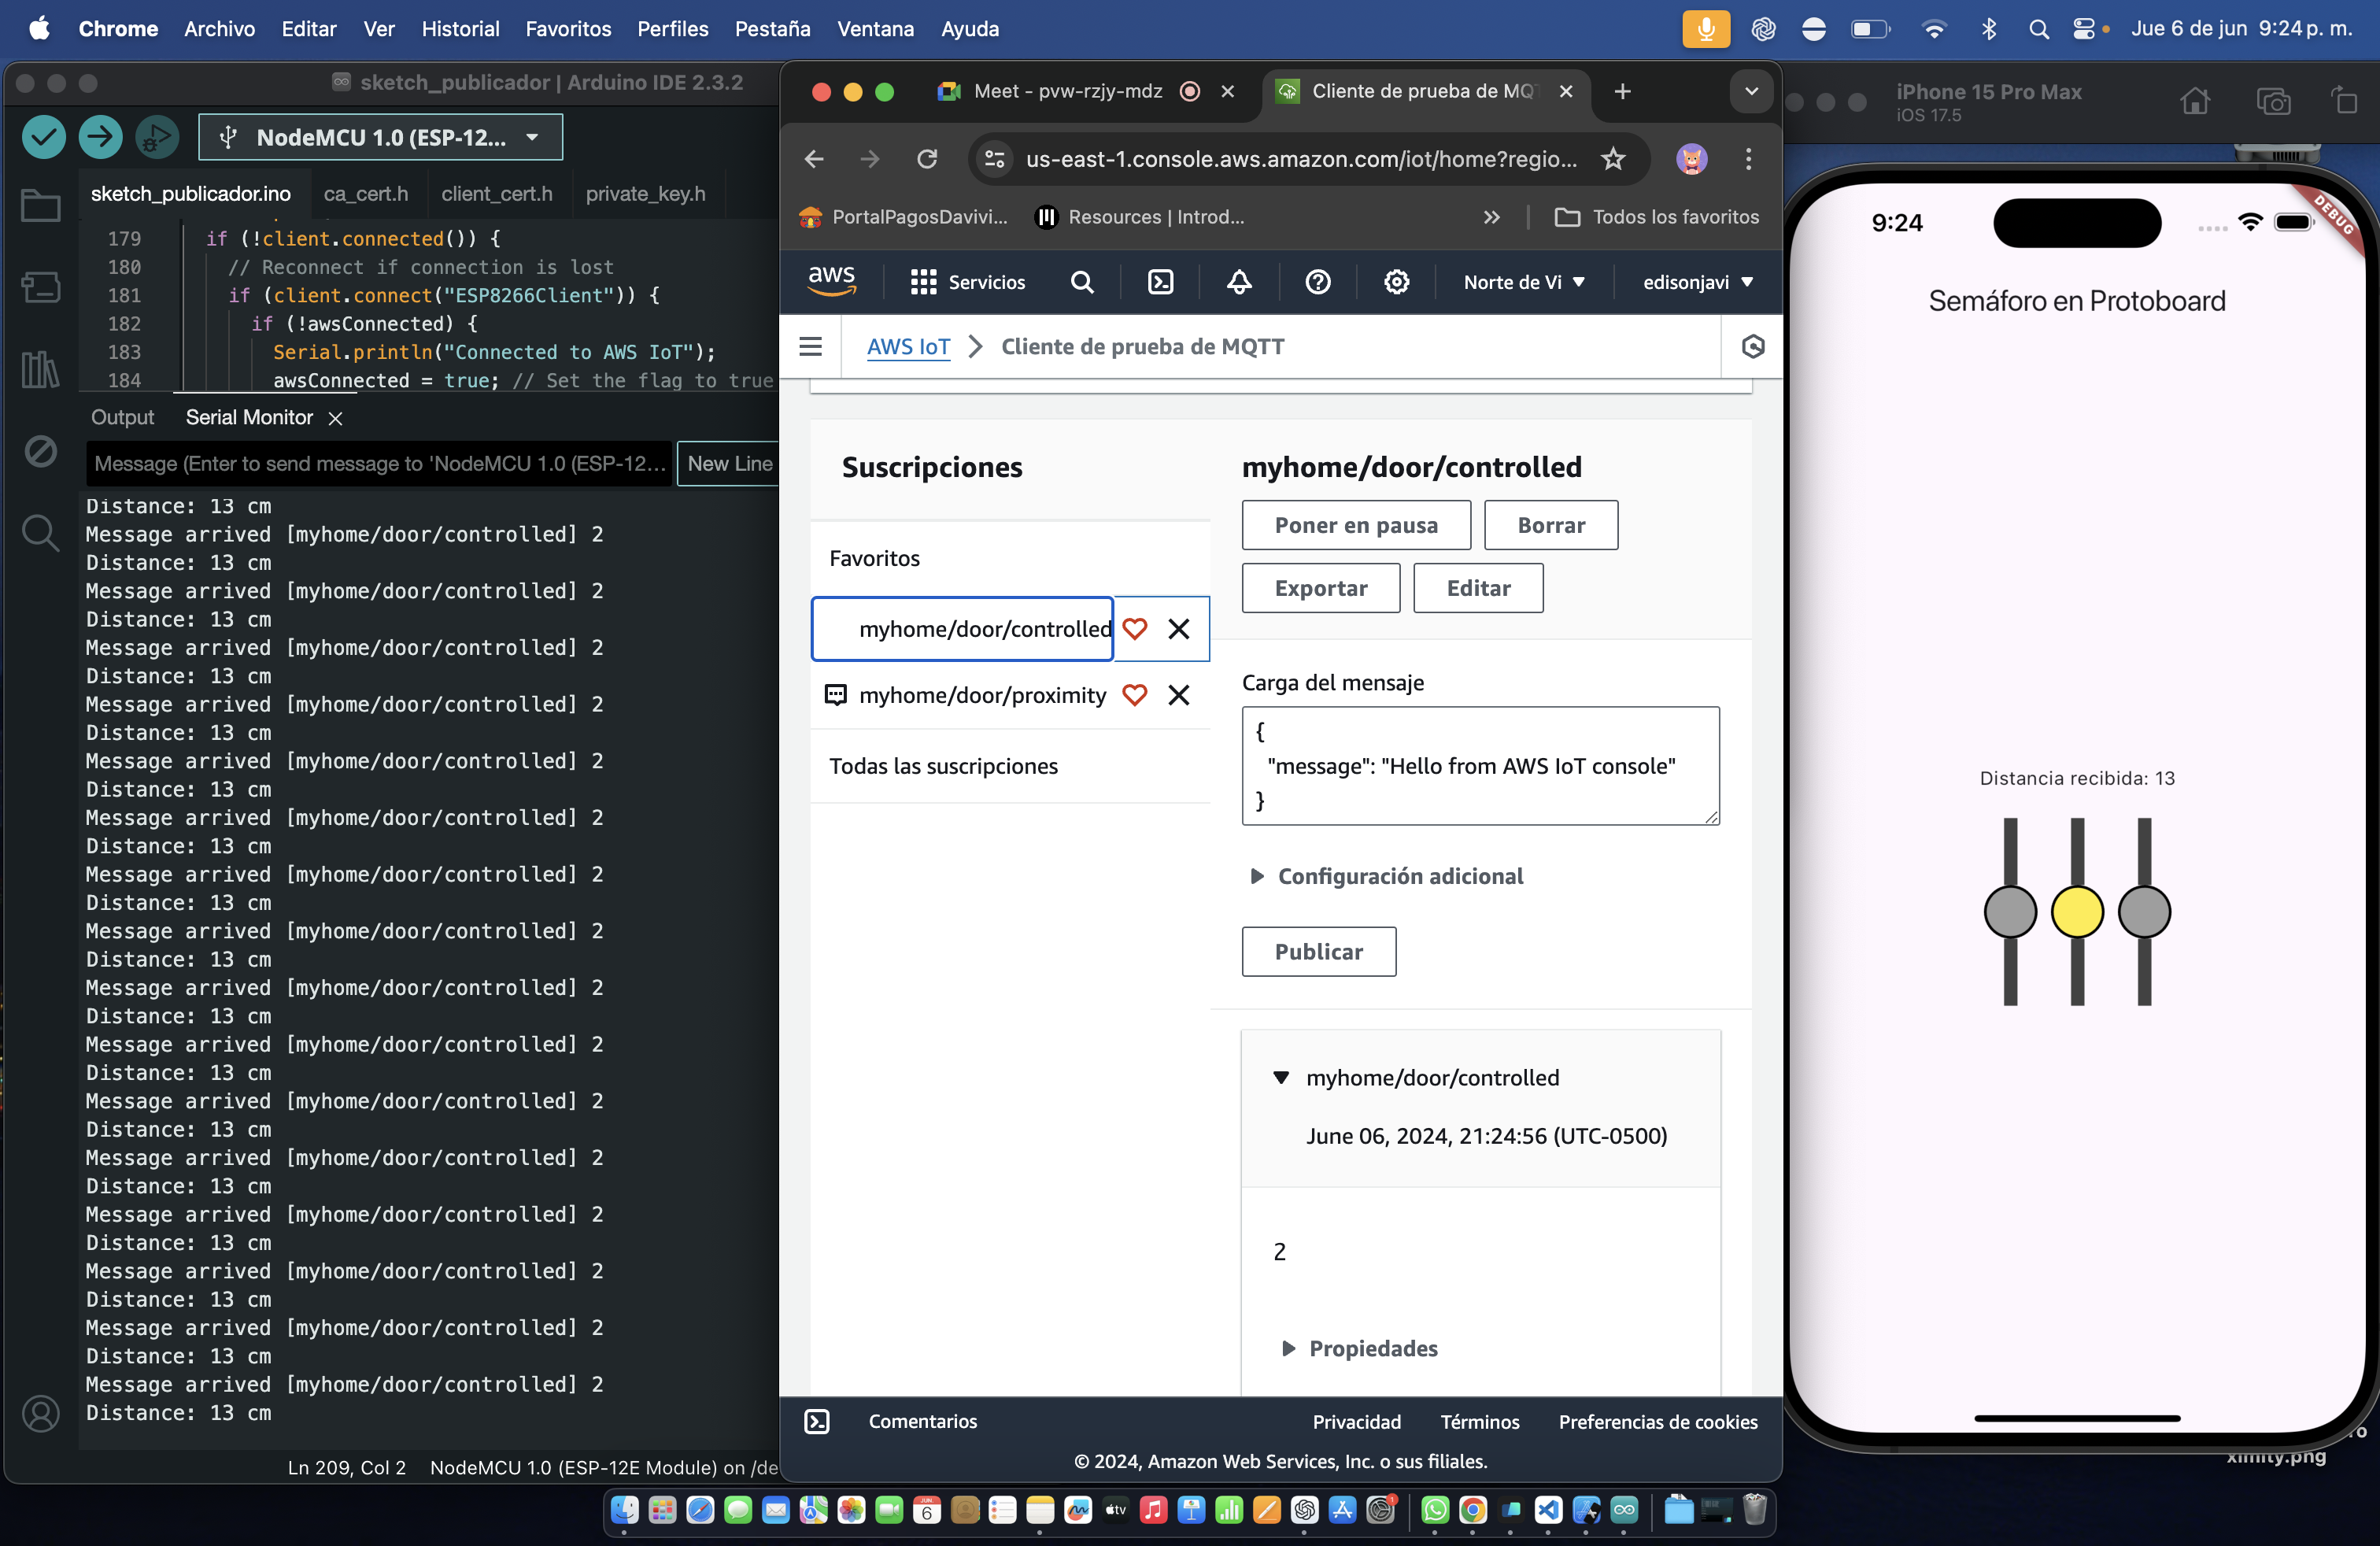 Chrome Archivo Editar Ver Historial Favoritos Perfiles Pestaña Ventana Ayuda
Jue 6 de jun 9:24 p. m.
sketch_publicador | Arduino IDE 2.3.2
NodeMCU 1.0 (ESP-12...
sketch_publicador.ino ca_cert.h client_cert.h private_key.h
179 if (!client.connected()) {
180 // Reconnect if connection is lost
181 if (client.connect("ESP8266Client")) {
182 if (!awsConnected) {
183 Serial.println("Connected to AWS IoT");
184 awsConnected = true; // Set the flag to true
Output Serial Monitor
Message (Enter to send message to 'NodeMCU 1.0 (ESP-12...
New Line
Distance: 13 cm
Message arrived [myhome/door/controlled] 2
Distance: 13 cm
Message arrived [myhome/door/controlled] 2
Distance: 13 cm
Message arrived [myhome/door/controlled] 2
Distance: 13 cm
Message arrived [myhome/door/controlled] 2
Distance: 13 cm
Message arrived [myhome/door/controlled] 2
Distance: 13 cm
Message arrived [myhome/door/controlled] 2
Distance: 13 cm
Message arrived [myhome/door/controlled] 2
Distance: 13 cm
Message arrived [myhome/door/controlled] 2
Distance: 13 cm
Message arrived [myhome/door/controlled] 2
Distance: 13 cm
Message arrived [myhome/door/controlled] 2
Distance: 13 cm
Message arrived [myhome/door/controlled] 2
Distance: 13 cm
Message arrived [myhome/door/controlled] 2
Distance: 13 cm
Message arrived [myhome/door/controlled] 2
Distance: 13 cm
Message arrived [myhome/door/controlled] 2
Distance: 13 cm
Message arrived [myhome/door/controlled] 2
Distance: 13 cm
Message arrived [myhome/door/controlled] 2
Distance: 13 cm
Ln 209, Col 2 NodeMCU 1.0 (ESP-12E Module) on /de
Meet - pvw-rzjy-mdz
Cliente de prueba de MQ
us-east-1.console.aws.amazon.com/iot/home?regio...
PortalPagosDavivi... Resources | Introd... » Todos los favoritos
aws Servicios Norte de Vi edisonjavi
AWS IoT Cliente de prueba de MQTT
Suscripciones
Favoritos
myhome/door/controlled
myhome/door/proximity
Todas las suscripciones
myhome/door/controlled
Poner en pausa Borrar
Exportar Editar
Carga del mensaje
{
"message": "Hello from AWS IoT console"
}
Configuración adicional
Publicar
myhome/door/controlled
June 06, 2024, 21:24:56 (UTC-0500)
2
Propiedades
Comentarios Privacidad Términos Preferencias de cookies
© 2024, Amazon Web Services, Inc. o sus filiales.
iPhone 15 Pro Max
iOS 17.5
9:24
DEBUG
Semáforo en Protoboard
Distancia recibida: 13
ro
ximity.png
JUN.
6
tv
1